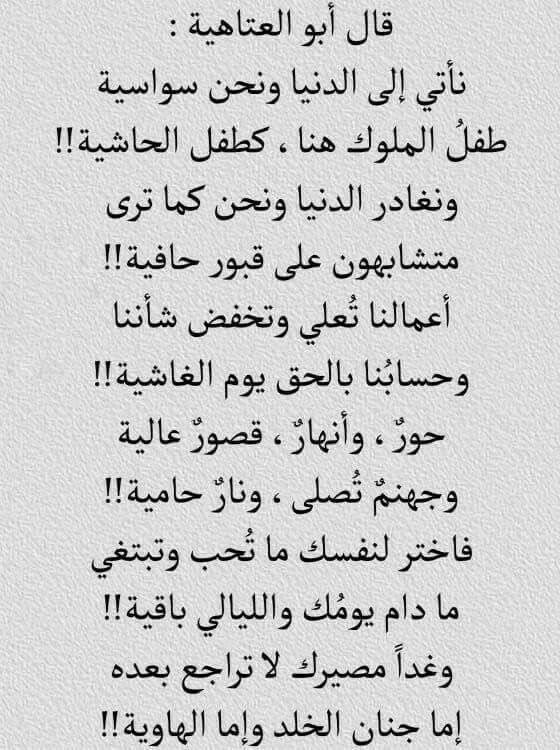 قال أبو العتاهية :
نأتي إلى الدنيا ونحن سواسية
طفلُ الملوك هنا ، كطفل الحاشية!!
ونغادر الدنيا ونحن كما ترى
متشابهون على قبور حافية!!
أعمالنا تُعلي وتخفض شأننا
وحسابُنا بالحق يوم الغاشية!!
حورٌ ، وأنهارٌ ، قصورٌ عالية
وجهنمٌ تُصلى ، ونارٌ حامية!!
فاختر لنفسك ما تُحب وتبتغي
ما دام يومُك والليالي باقية!!
وغداً مصيرك لا تراجع بعده
إما جنان الخلد وإما الهاوية!!